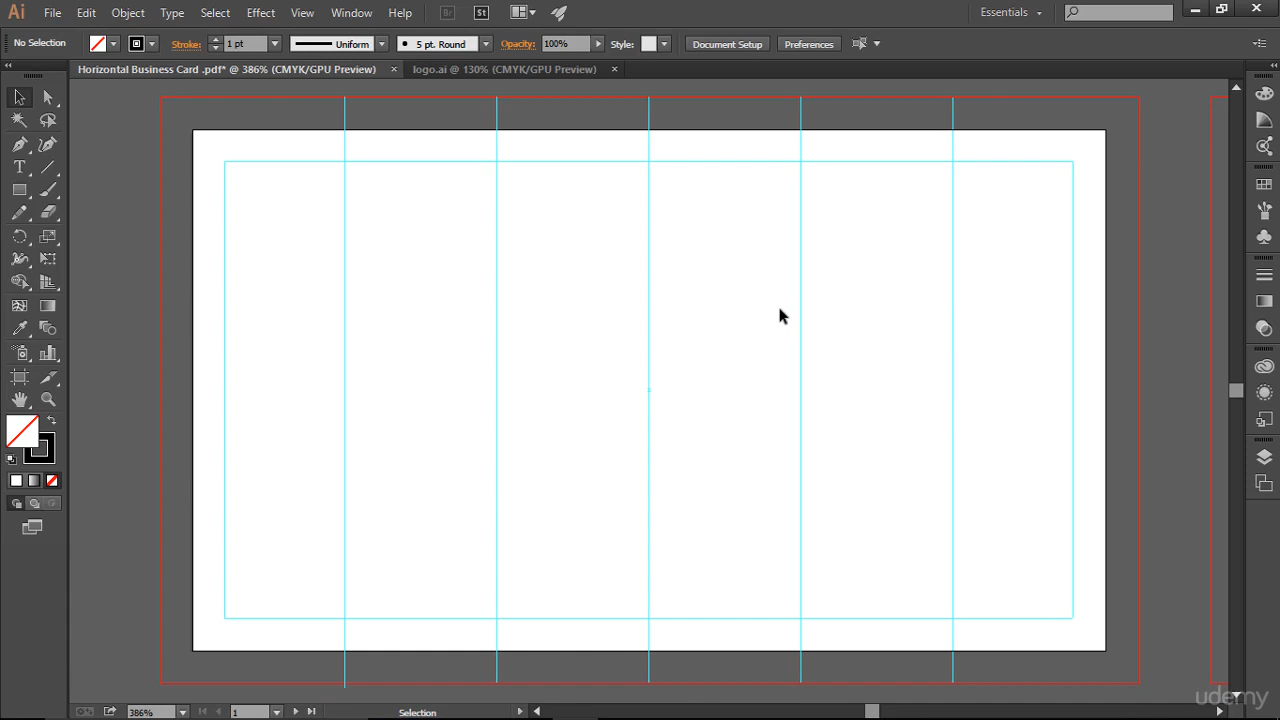 Ai File Edit Object Type Select Effect View Window Help Br St Essentials
No Selection Stroke: 1 pt Uniform 5 pt. Round Opacity: 100% Style: Document Setup Preferences
Horizontal Business Card .pdf* @ 386% (CMYK/GPU Preview) logo.ai @ 130% (CMYK/GPU Preview)
T
386% 1 Selection
udemy